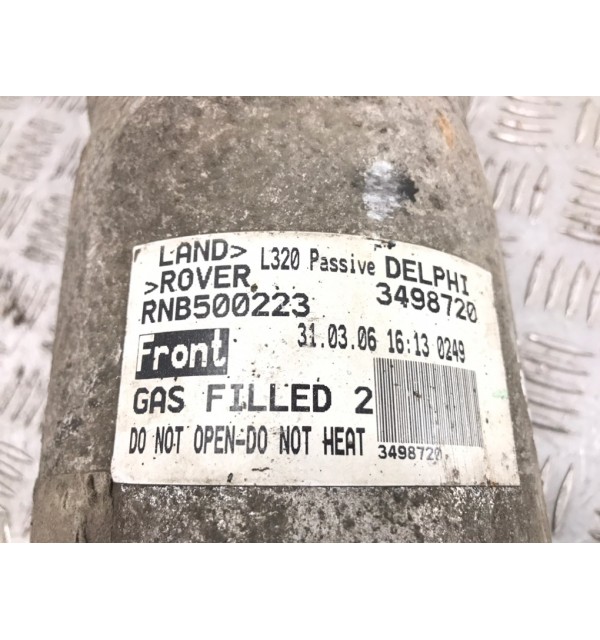 LAND> L320 Passive DELPHI
>ROVER 3498720
RNB500223
Front 31.03.06 16:13 0249
GAS FILLED 2
DO NOT OPEN-DO NOT HEAT 3498720